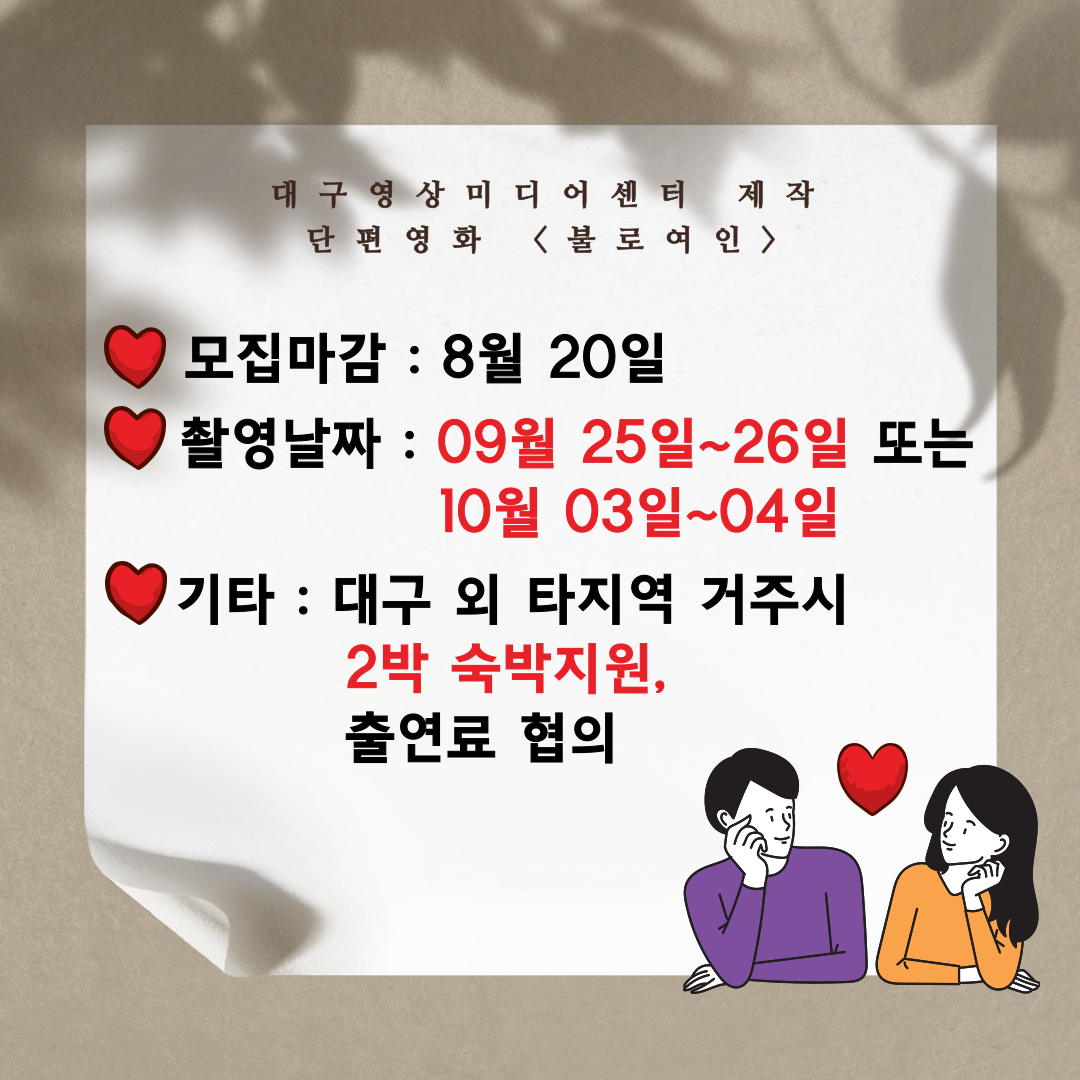 대구영상미디어센터 제작
단편영화 〈불로여인〉
모집마감 : 8월 20일
촬영날짜 : 09월 25일~26일 또는
10월 03일~04일
기타 : 대구 외 타지역 거주시
2박 숙박지원,
출연료 협의